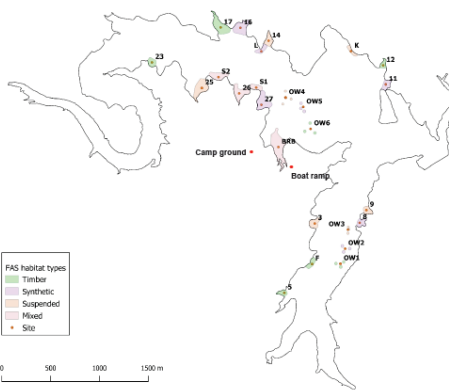 17
16
14
L
K
23
12
11
S2
S1
25
26
27
OW4
OW5
OW6
BRB
Camp ground
Boat ramp
9
3
8
OW3
OW2
F
OW1
5
FAS habitat types
Timber
Synthetic
Suspended
Mixed
Site
0 500 1000 1500 m